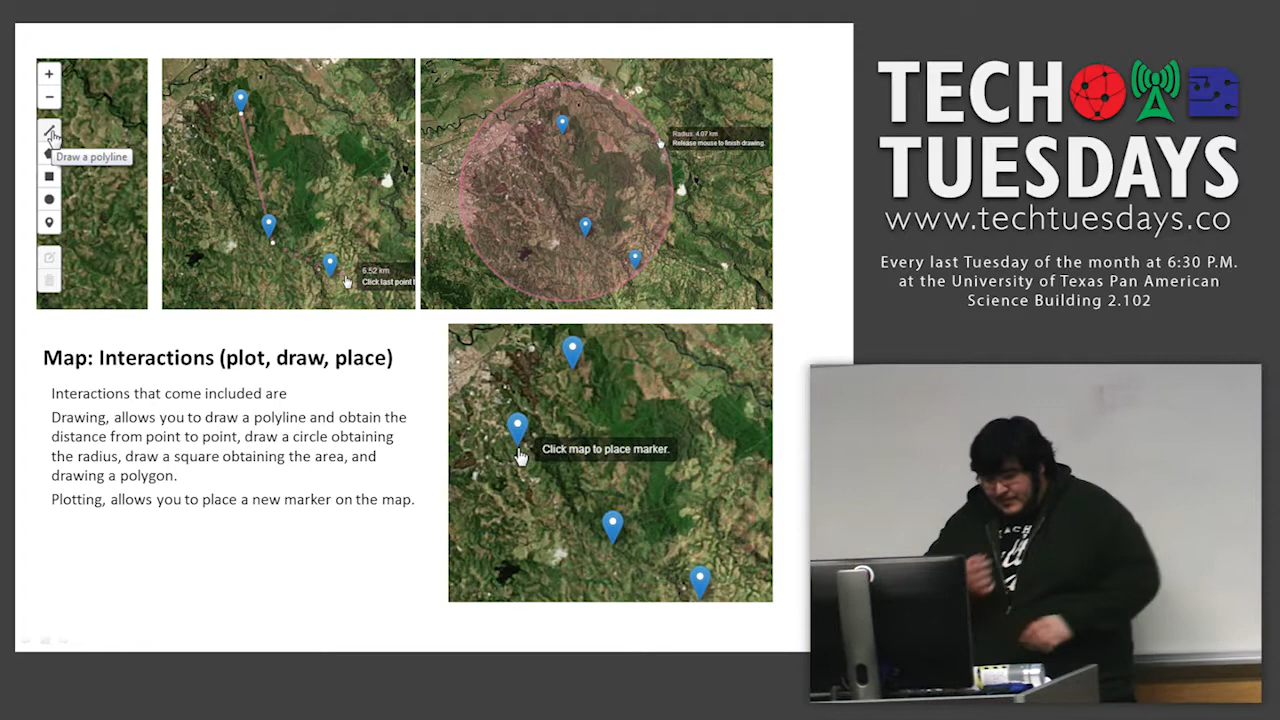 Draw a polyline
6.52 km
Click last point t
Radius: 4.07 km
Release mouse to finish drawing.
Map: Interactions (plot, draw, place)
Interactions that come included are
Drawing, allows you to draw a polyline and obtain the
distance from point to point, draw a circle obtaining
the radius, draw a square obtaining the area, and
drawing a polygon.
Plotting, allows you to place a new marker on the map.
Click map to place marker.
TECH
TUESDAYS
www.techtuesdays.co
Every last Tuesday of the month at 6:30 P.M.
at the University of Texas Pan American
Science Building 2.102